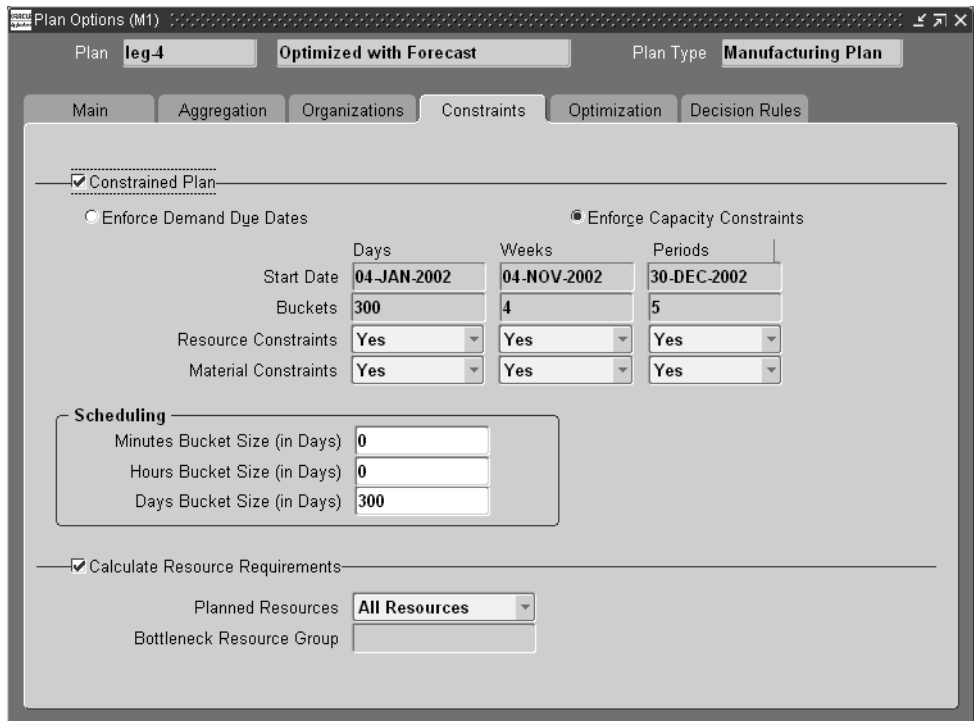 Plan Options (M1)
Plan leg-4 Optimized with Forecast Plan Type Manufacturing Plan
Main Aggregation Organizations Constraints Optimization Decision Rules
Constrained Plan
Enforce Demand Due Dates Enforce Capacity Constraints
Days Weeks Periods
Start Date 04-JAN-2002 04-NOV-2002 30-DEC-2002
Buckets 300 4 5
Resource Constraints Yes Yes Yes
Material Constraints Yes Yes Yes
Scheduling
Minutes Bucket Size (in Days) 0
Hours Bucket Size (in Days) 0
Days Bucket Size (in Days) 300
Calculate Resource Requirements
Planned Resources All Resources
Bottleneck Resource Group